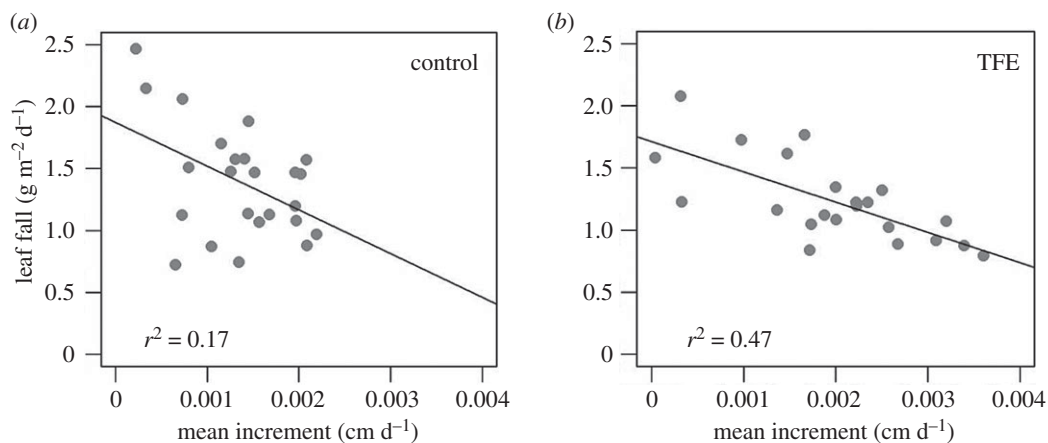 (a)
2.5
control
2.0
1.5
1.0
0.5
0
leaf fall (g m⁻² d⁻¹)
r² = 0.17
0 0.001 0.002 0.003 0.004
mean increment (cm d⁻¹)
(b)
2.5
TFE
2.0
1.5
1.0
0.5
0
r² = 0.47
0 0.001 0.002 0.003 0.004
mean increment (cm d⁻¹)